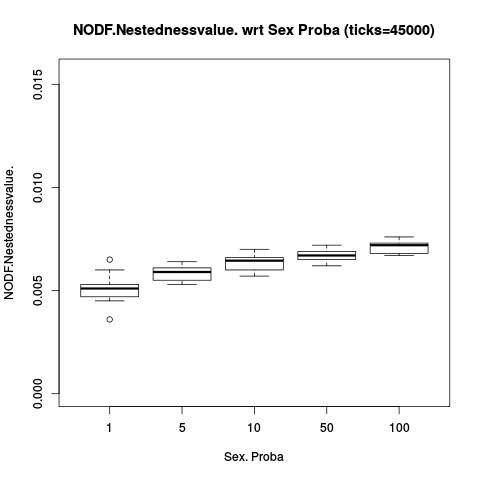 NODF.Nestednessvalue. wrt Sex Proba (ticks=45000)
NODF.Nestednessvalue.
0.015
0.010
0.005
0.000
1 5 10 50 100
Sex. Proba